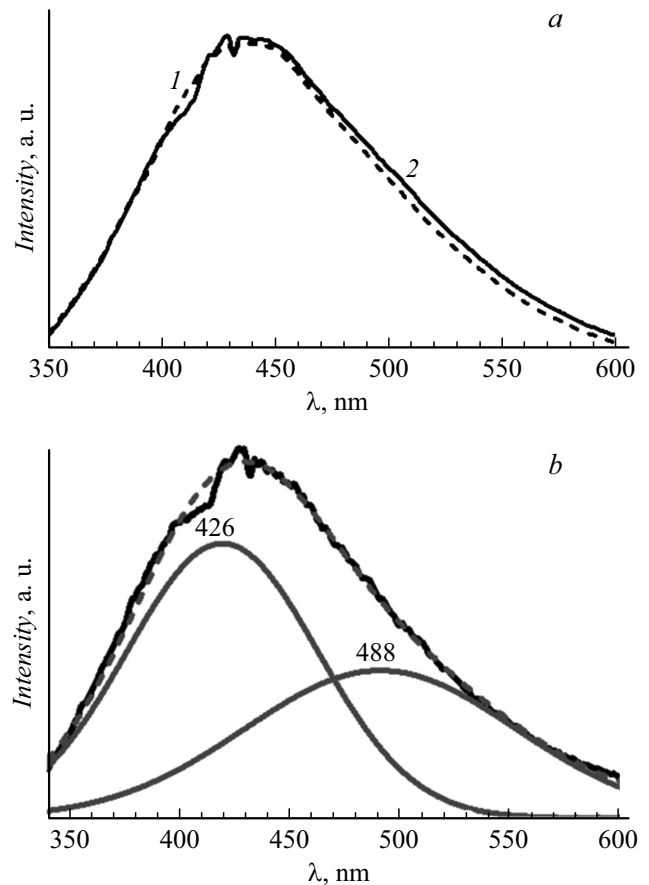 a
1
2
Intensity, a. u.
350 400 450 500 550 600
λ, nm
b
426
488
Intensity, a. u.
350 400 450 500 550 600
λ, nm